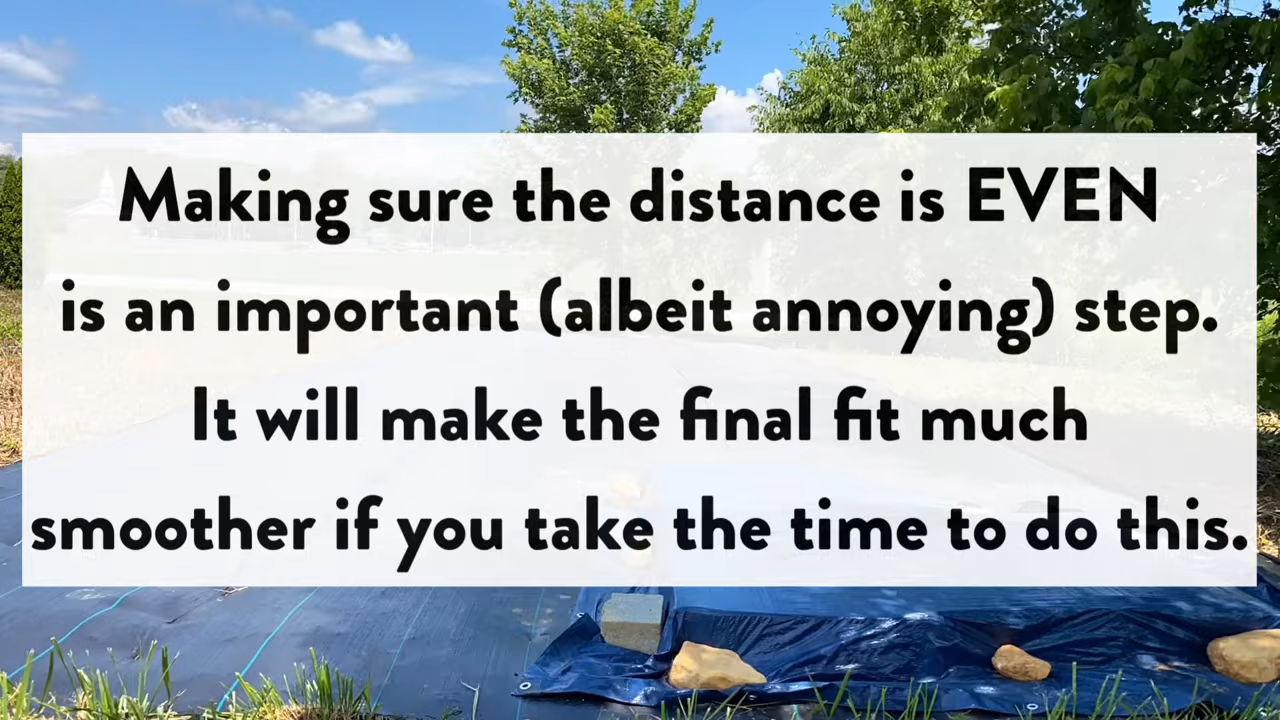 Making sure the distance is EVEN
is an important (albeit annoying) step.
It will make the final fit much
smoother if you take the time to do this.